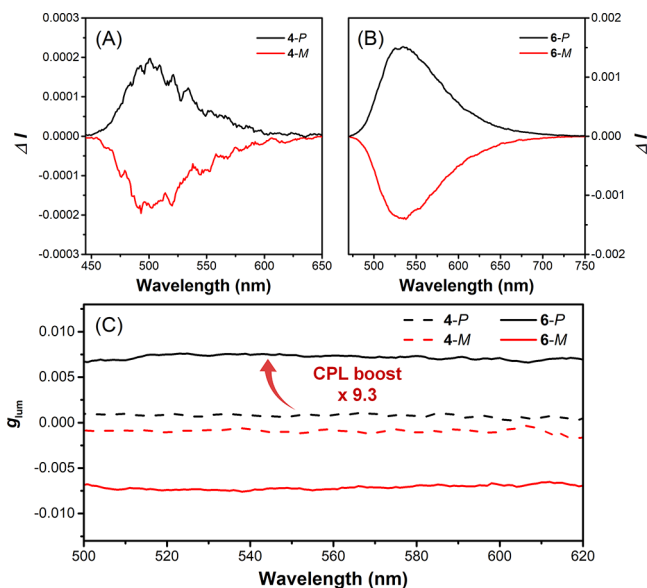 (A)
4-P
4-M
0.0003
0.0002
0.0001
0.0000
-0.0001
-0.0002
-0.0003
ΔI
450 500 550 600 650
Wavelength (nm)
(B)
6-P
6-M
0.002
0.001
0.000
-0.001
-0.002
ΔI
500 550 600 650 700 750
Wavelength (nm)
(C)
4-P 6-P
4-M 6-M
CPL boost
x 9.3
0.010
0.005
0.000
-0.005
-0.010
glum
500 520 540 560 580 600 620
Wavelength (nm)